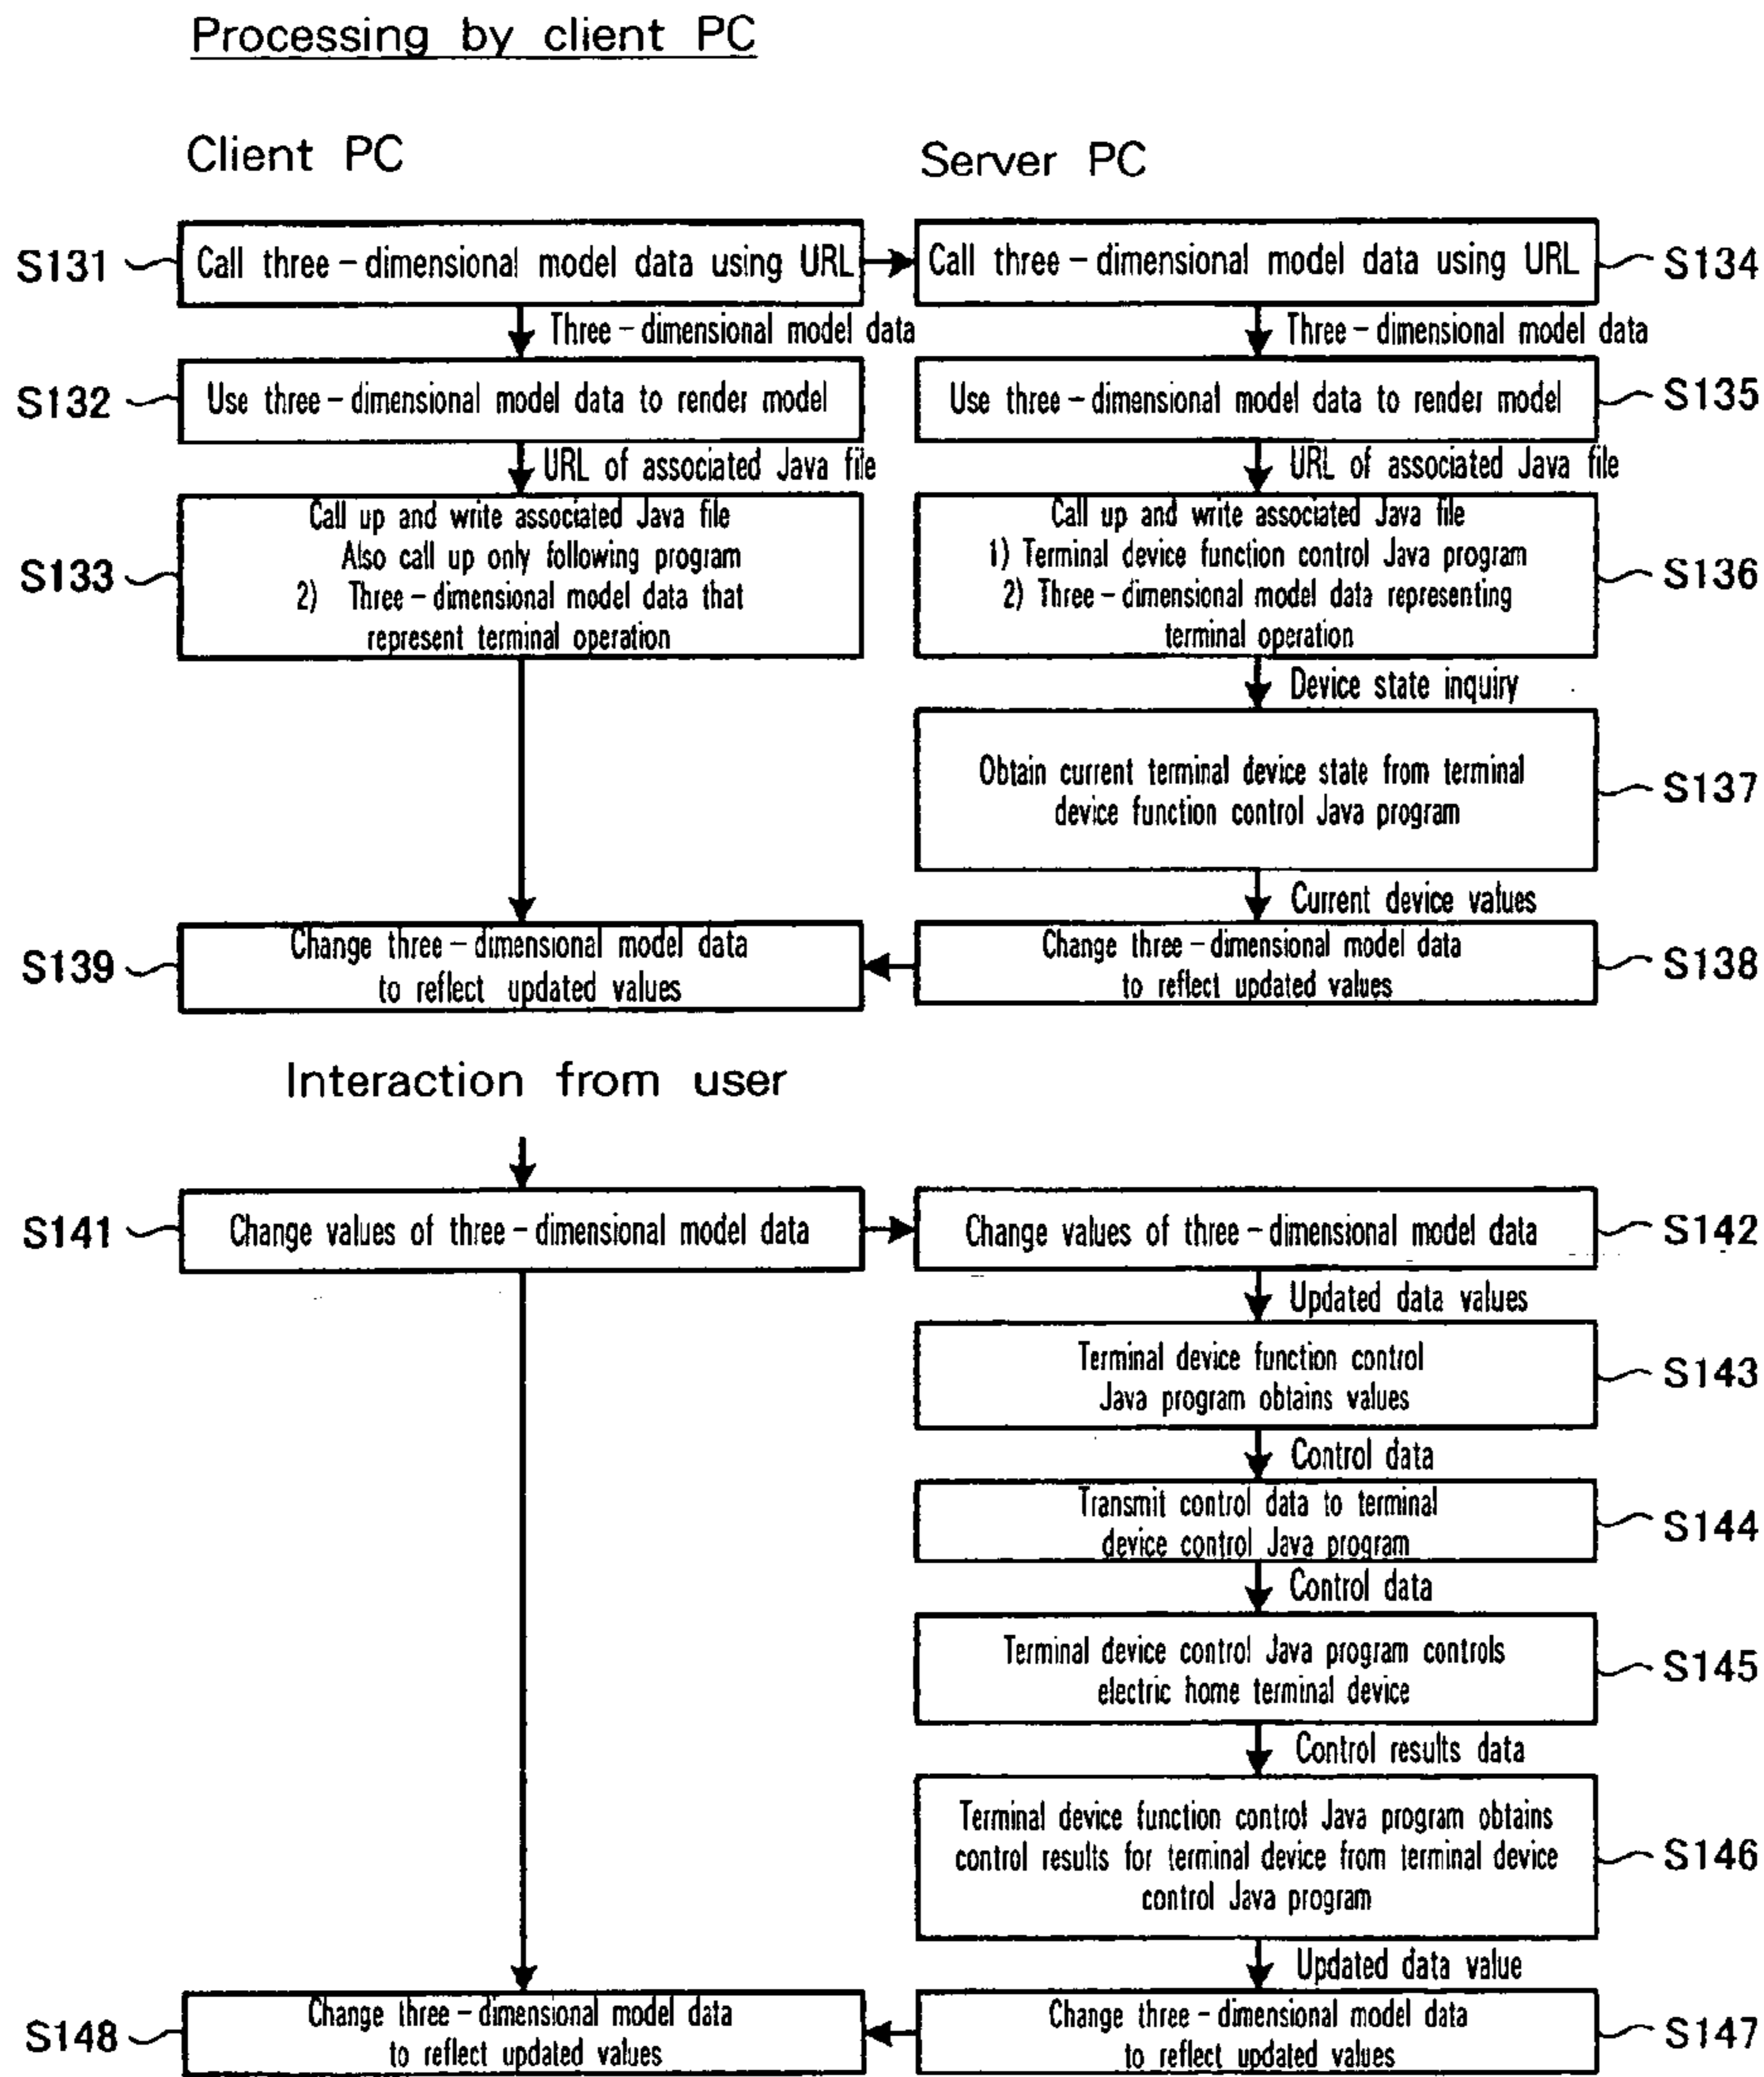 Processing by client PC
Client PC
Server PC
S131
Call three-dimensional model data using URL
Call three-dimensional model data using URL
S134
Three-dimensional model data
Three-dimensional model data
S132
Use three-dimensional model data to render model
Use three-dimensional model data to render model
S135
URL of associated Java file
URL of associated Java file
S133
Call up and write associated Java file
Also call up only following program
2) Three-dimensional model data that
represent terminal operation
Call up and write associated Java file
1) Terminal device function control Java program
2) Three-dimensional model data representing
terminal operation
S136
Device state inquiry
Obtain current terminal device state from terminal
device function control Java program
S137
Current device values
S139
Change three-dimensional model data
to reflect updated values
Change three-dimensional model data
to reflect updated values
S138
Interaction from user
S141
Change values of three-dimensional model data
Change values of three-dimensional model data
S142
Updated data values
Terminal device function control
Java program obtains values
S143
Control data
Transmit control data to terminal
device control Java program
S144
Control data
Terminal device control Java program controls
electric home terminal device
S145
Control results data
Terminal device function control Java program obtains
control results for terminal device from terminal device
control Java program
S146
Updated data value
S148
Change three-dimensional model data
to reflect updated values
Change three-dimensional model data
to reflect updated values
S147